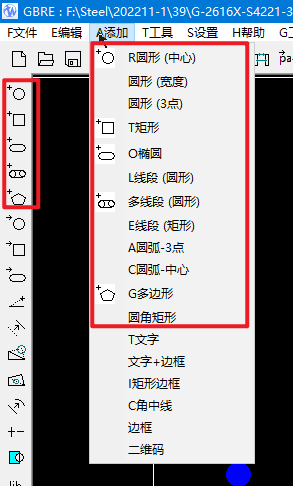 GBRE : F:\Steel\202211-1\39\G-2616X-S4221-3
F文件 E编辑 A添加 T工具 S设置 H帮助 G工
pa
R圆形 (中心)
圆形 (宽度)
圆形 (3点)
T矩形
O椭圆
L线段 (圆形)
多线段 (圆形)
E线段 (矩形)
A圆弧-3点
C圆弧-中心
G多边形
圆角矩形
T文字
文字+边框
I矩形边框
C角中线
边框
二维码
lib